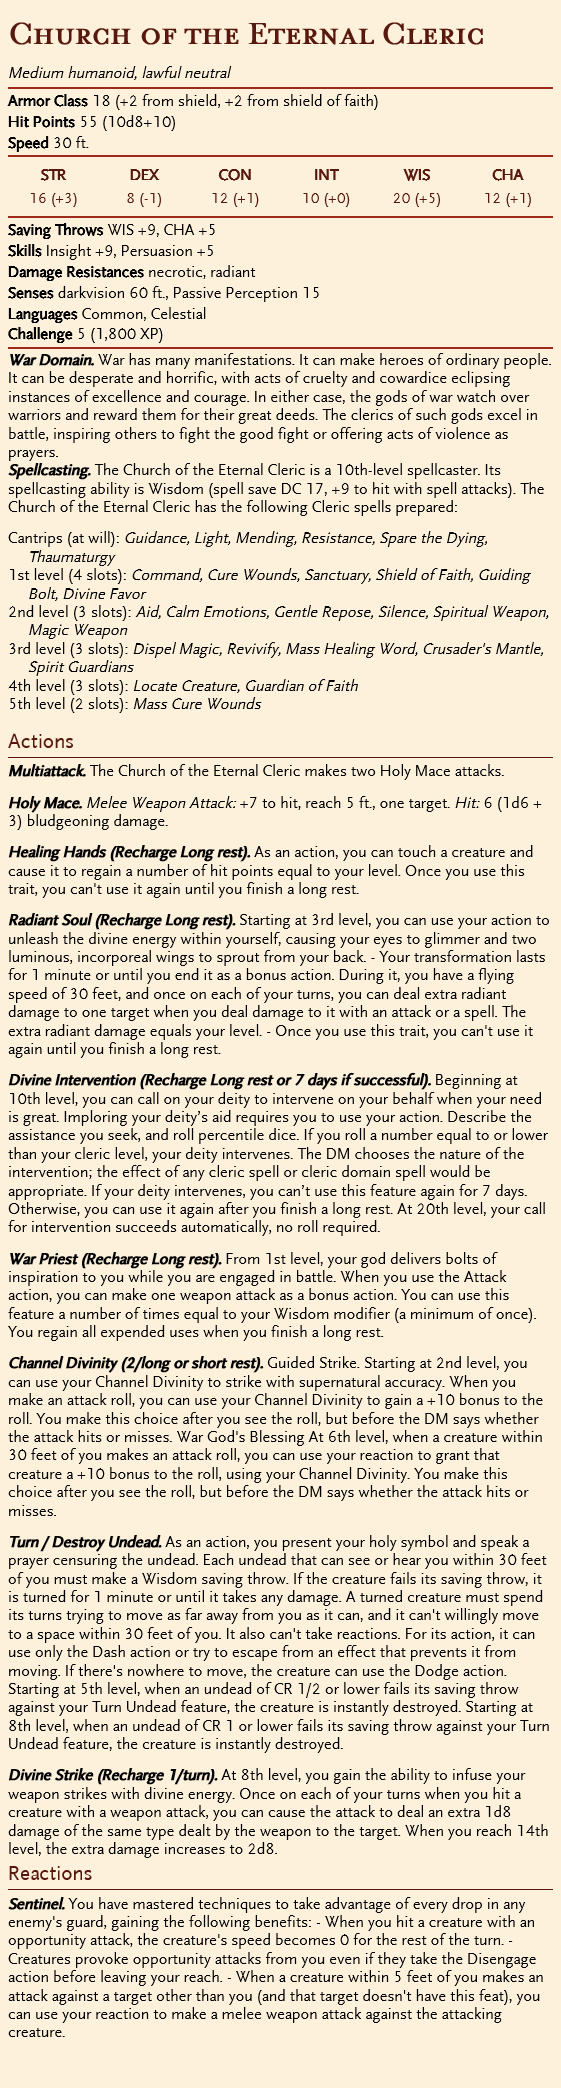 Church of the Eternal Cleric
Medium humanoid, lawful neutral
Armor Class 18 (+2 from shield, +2 from shield of faith)
Hit Points 55 (10d8+10)
Speed 30 ft.
STR DEX CON INT WIS CHA
16 (+3) 8 (-1) 12 (+1) 10 (+0) 20 (+5) 12 (+1)
Saving Throws WIS +9, CHA +5
Skills Insight +9, Persuasion +5
Damage Resistances necrotic, radiant
Senses darkvision 60 ft., Passive Perception 15
Languages Common, Celestial
Challenge 5 (1,800 XP)
War Domain. War has many manifestations. It can make heroes of ordinary people.
It can be desperate and horrific, with acts of cruelty and cowardice eclipsing
instances of excellence and courage. In either case, the gods of war watch over
warriors and reward them for their great deeds. The clerics of such gods excel in
battle, inspiring others to fight the good fight or offering acts of violence as
prayers.
Spellcasting. The Church of the Eternal Cleric is a 10th-level spellcaster. Its
spellcasting ability is Wisdom (spell save DC 17, +9 to hit with spell attacks). The
Church of the Eternal Cleric has the following Cleric spells prepared:
Cantrips (at will): Guidance, Light, Mending, Resistance, Spare the Dying,
Thaumaturgy
1st level (4 slots): Command, Cure Wounds, Sanctuary, Shield of Faith, Guiding
Bolt, Divine Favor
2nd level (3 slots): Aid, Calm Emotions, Gentle Repose, Silence, Spiritual Weapon,
Magic Weapon
3rd level (3 slots): Dispel Magic, Revivify, Mass Healing Word, Crusader's Mantle,
Spirit Guardians
4th level (3 slots): Locate Creature, Guardian of Faith
5th level (2 slots): Mass Cure Wounds
Actions
Multiattack. The Church of the Eternal Cleric makes two Holy Mace attacks.
Holy Mace. Melee Weapon Attack: +7 to hit, reach 5 ft., one target. Hit: 6 (1d6 +
3) bludgeoning damage.
Healing Hands (Recharge Long rest). As an action, you can touch a creature and
cause it to regain a number of hit points equal to your level. Once you use this
trait, you can't use it again until you finish a long rest.
Radiant Soul (Recharge Long rest). Starting at 3rd level, you can use your action to
unleash the divine energy within yourself, causing your eyes to glimmer and two
luminous, incorporeal wings to sprout from your back. - Your transformation lasts
for 1 minute or until you end it as a bonus action. During it, you have a flying
speed of 30 feet, and once on each of your turns, you can deal extra radiant
damage to one target when you deal damage to it with an attack or a spell. The
extra radiant damage equals your level. - Once you use this trait, you can't use it
again until you finish a long rest.
Divine Intervention (Recharge Long rest or 7 days if successful). Beginning at
10th level, you can call on your deity to intervene on your behalf when your need
is great. Imploring your deity’s aid requires you to use your action. Describe the
assistance you seek, and roll percentile dice. If you roll a number equal to or lower
than your cleric level, your deity intervenes. The DM chooses the nature of the
intervention; the effect of any cleric spell or cleric domain spell would be
appropriate. If your deity intervenes, you can’t use this feature again for 7 days.
Otherwise, you can use it again after you finish a long rest. At 20th level, your call
for intervention succeeds automatically, no roll required.
War Priest (Recharge Long rest). From 1st level, your god delivers bolts of
inspiration to you while you are engaged in battle. When you use the Attack
action, you can make one weapon attack as a bonus action. You can use this
feature a number of times equal to your Wisdom modifier (a minimum of once).
You regain all expended uses when you finish a long rest.
Channel Divinity (2/long or short rest). Guided Strike. Starting at 2nd level, you
can use your Channel Divinity to strike with supernatural accuracy. When you
make an attack roll, you can use your Channel Divinity to gain a +10 bonus to the
roll. You make this choice after you see the roll, but before the DM says whether
the attack hits or misses. War God's Blessing At 6th level, when a creature within
30 feet of you makes an attack roll, you can use your reaction to grant that
creature a +10 bonus to the roll, using your Channel Divinity. You make this
choice after you see the roll, but before the DM says whether the attack hits or
misses.
Turn / Destroy Undead. As an action, you present your holy symbol and speak a
prayer censuring the undead. Each undead that can see or hear you within 30 feet
of you must make a Wisdom saving throw. If the creature fails its saving throw, it
is turned for 1 minute or until it takes any damage. A turned creature must spend
its turns trying to move as far away from you as it can, and it can't willingly move
to a space within 30 feet of you. It also can't take reactions. For its action, it can
use only the Dash action or try to escape from an effect that prevents it from
moving. If there's nowhere to move, the creature can use the Dodge action.
Starting at 5th level, when an undead of CR 1/2 or lower fails its saving throw
against your Turn Undead feature, the creature is instantly destroyed. Starting at
8th level, when an undead of CR 1 or lower fails its saving throw against your Turn
Undead feature, the creature is instantly destroyed.
Divine Strike (Recharge 1/turn). At 8th level, you gain the ability to infuse your
weapon strikes with divine energy. Once on each of your turns when you hit a
creature with a weapon attack, you can cause the attack to deal an extra 1d8
damage of the same type dealt by the weapon to the target. When you reach 14th
level, the extra damage increases to 2d8.
Reactions
Sentinel. You have mastered techniques to take advantage of every drop in any
enemy's guard, gaining the following benefits: - When you hit a creature with an
opportunity attack, the creature's speed becomes 0 for the rest of the turn. -
Creatures provoke opportunity attacks from you even if they take the Disengage
action before leaving your reach. - When a creature within 5 feet of you makes an
attack against a target other than you (and that target doesn't have this feat), you
can use your reaction to make a melee weapon attack against the attacking
creature.